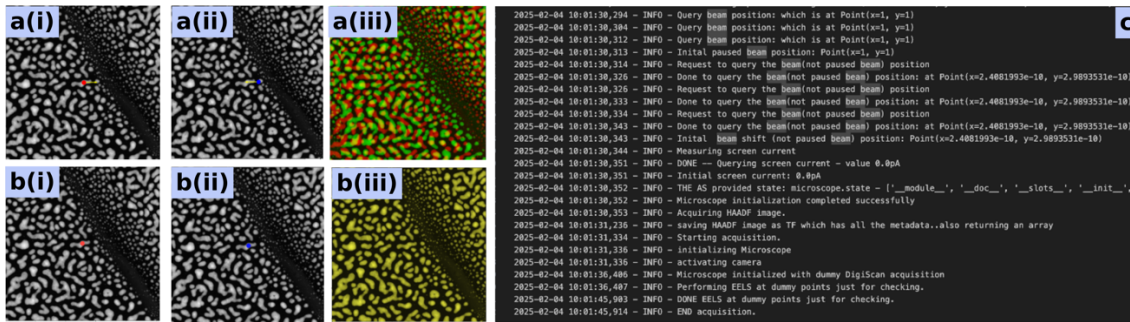 a(i)
a(ii)
a(iii)
b(i)
b(ii)
b(iii)
c
2025-02-04 10:01:30,294 - INFO - Query beam position: which is at Point(x=1, y=1)
2025-02-04 10:01:30,304 - INFO - Query beam position: which is at Point(x=1, y=1)
2025-02-04 10:01:30,312 - INFO - Query beam position: which is at Point(x=1, y=1)
2025-02-04 10:01:30,313 - INFO - Inital paused beam position: Point(x=1, y=1)
2025-02-04 10:01:30,314 - INFO - Request to query the beam(not paused beam) position
2025-02-04 10:01:30,326 - INFO - Done to query the beam(not paused beam) position: at Point(x=2.4081993e-10, y=2.9893531e-10)
2025-02-04 10:01:30,326 - INFO - Request to query the beam(not paused beam) position
2025-02-04 10:01:30,333 - INFO - Done to query the beam(not paused beam) position: at Point(x=2.4081993e-10, y=2.9893531e-10)
2025-02-04 10:01:30,334 - INFO - Request to query the beam(not paused beam) position
2025-02-04 10:01:30,343 - INFO - Done to query the beam(not paused beam) position: at Point(x=2.4081993e-10, y=2.9893531e-10)
2025-02-04 10:01:30,343 - INFO - Inital beam shift (not paused beam) position: Point(x=2.4081993e-10, y=2.9893531e-10)
2025-02-04 10:01:30,344 - INFO - Measuring screen current
2025-02-04 10:01:30,351 - INFO - DONE -- Querying screen current - value 0.0pA
2025-02-04 10:01:30,351 - INFO - Initial screen current: 0.0pA
2025-02-04 10:01:30,352 - INFO - THE AS provided state: microscope.state - ['__module__', '__doc__', '__slots__', '__init__',
2025-02-04 10:01:30,352 - INFO - Microscope initialization completed successfully
2025-02-04 10:01:30,353 - INFO - Acquiring HAADF image.
2025-02-04 10:01:31,236 - INFO - saving HAADF image as TF which has all the metadata..also returning an array
2025-02-04 10:01:31,334 - INFO - Starting acquisition.
2025-02-04 10:01:31,336 - INFO - initializing Microscope
2025-02-04 10:01:31,336 - INFO - activating camera
2025-02-04 10:01:36,406 - INFO - Microscope initialized with dummy DigiScan acquisition
2025-02-04 10:01:36,407 - INFO - Performing EELS at dummy points just for checking.
2025-02-04 10:01:45,903 - INFO - DONE EELS at dummy points just for checking.
2025-02-04 10:01:45,914 - INFO - END acquisition.